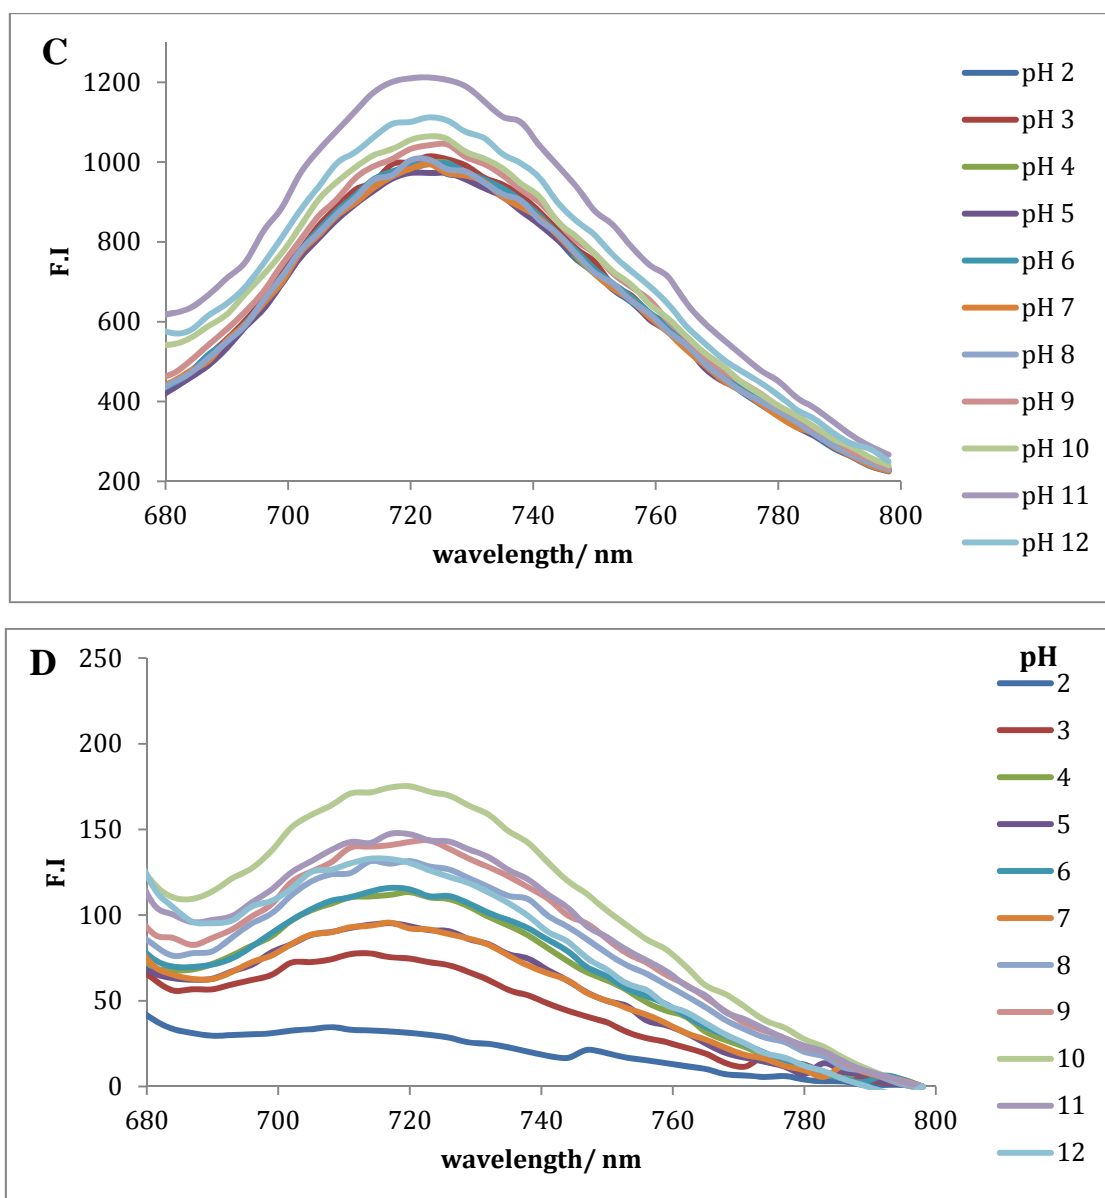 C
1200
1000
800
600
400
200
F.I
680 700 720 740 760 780 800
wavelength/ nm
pH 2
pH 3
pH 4
pH 5
pH 6
pH 7
pH 8
pH 9
pH 10
pH 11
pH 12
D
250
200
150
100
50
0
F.I
680 700 720 740 760 780 800
wavelength/ nm
pH
2
3
4
5
6
7
8
9
10
11
12